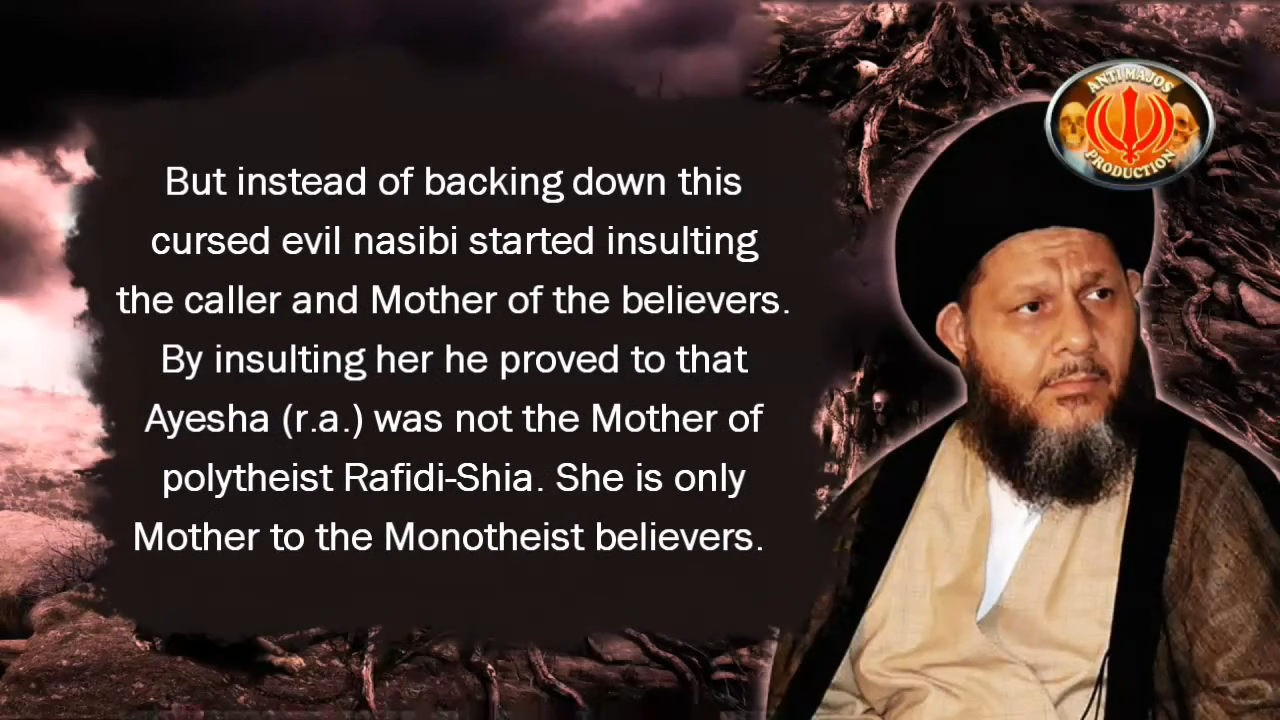 But instead of backing down this
cursed evil nasibi started insulting
the caller and Mother of the believers.
By insulting her he proved to that
Ayesha (r.a.) was not the Mother of
polytheist Rafidi-Shia. She is only
Mother to the Monotheist believers.
ANTI MAJOS
PRODUCTION